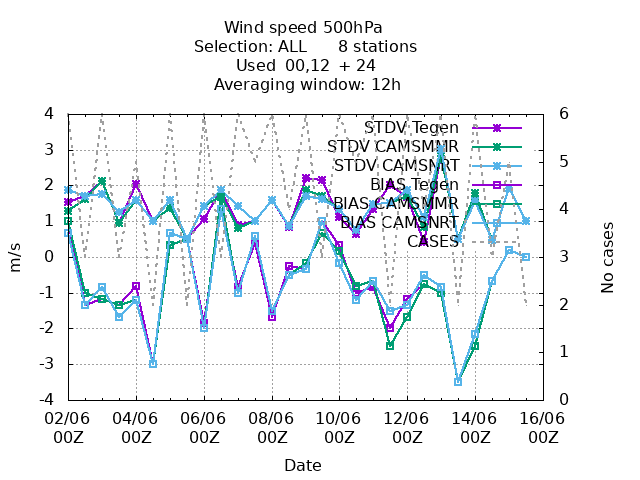 Wind speed 500hPa
Selection: ALL 8 stations
Used 00,12 + 24
Averaging window: 12h
STDV Tegen
STDV CAMSMMR
STDV CAMSNRT
BIAS Tegen
BIAS CAMSMMR
BIAS CAMSNRT
CASES
4
3
2
1
0
-1
-2
-3
-4
m/s
6
5
4
3
2
1
0
No cases
02/06 04/06 06/06 08/06 10/06 12/06 14/06 16/06
00Z 00Z 00Z 00Z 00Z 00Z 00Z 00Z
Date